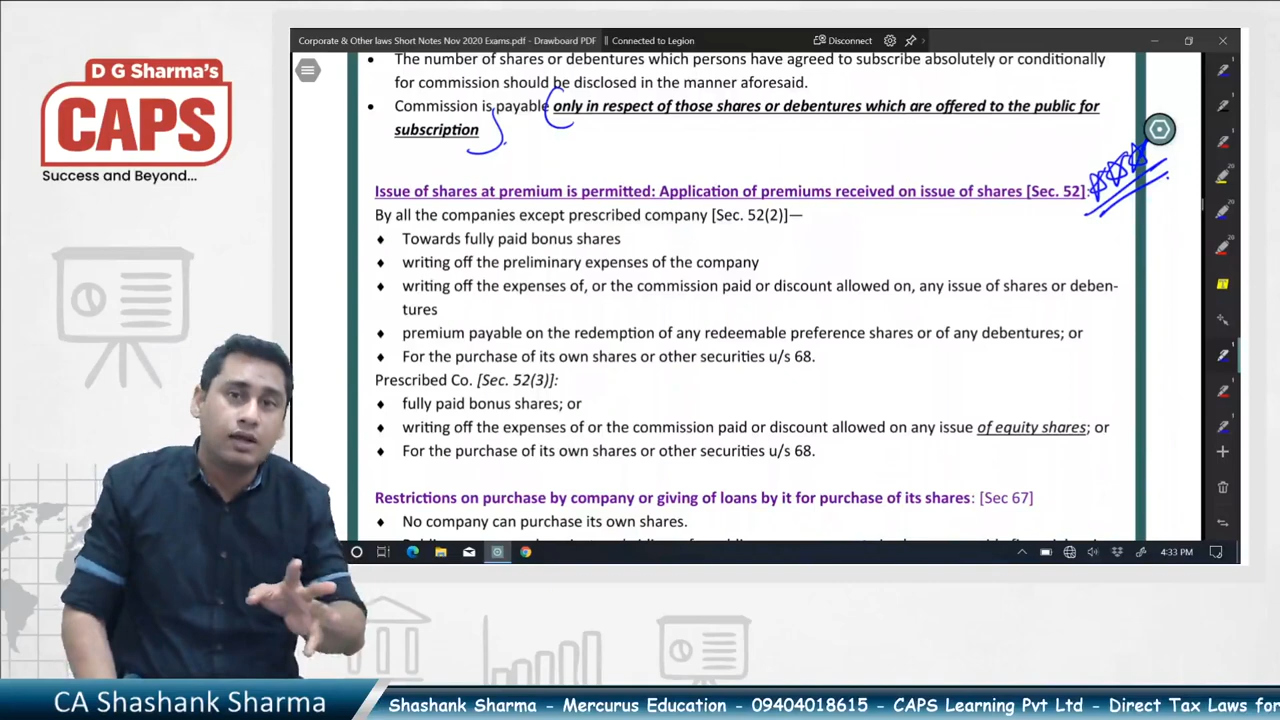 D G Sharma's
CAPS
Success and Beyond...
Corporate & Other laws Short Notes Nov 2020 Exams.pdf - Drawboard PDF
Connected to Legion
Disconnect
• The number of shares or debentures which persons have agreed to subscribe absolutely or conditionally
for commission should be disclosed in the manner aforesaid.
• Commission is payable only in respect of those shares or debentures which are offered to the public for
subscription
Issue of shares at premium is permitted: Application of premiums received on issue of shares [Sec. 52]:
By all the companies except prescribed company [Sec. 52(2)]—
♦ Towards fully paid bonus shares
♦ writing off the preliminary expenses of the company
♦ writing off the expenses of, or the commission paid or discount allowed on, any issue of shares or deben-
tures
♦ premium payable on the redemption of any redeemable preference shares or of any debentures; or
♦ For the purchase of its own shares or other securities u/s 68.
Prescribed Co. [Sec. 52(3)]:
♦ fully paid bonus shares; or
♦ writing off the expenses of or the commission paid or discount allowed on any issue of equity shares; or
♦ For the purchase of its own shares or other securities u/s 68.
Restrictions on purchase by company or giving of loans by it for purchase of its shares: [Sec 67]
♦ No company can purchase its own shares.
4:33 PM
CA Shashank Sharma
Shashank Sharma - Mercurus Education - 09404018615 - CAPS Learning Pvt Ltd - Direct Tax Laws for